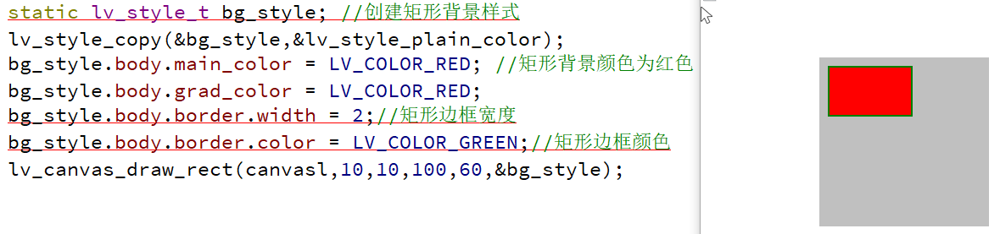 static lv_style_t bg_style; //创建矩形背景样式
lv_style_copy(&bg_style,&lv_style_plain_color);
bg_style.body.main_color = LV_COLOR_RED; //矩形背景颜色为红色
bg_style.body.grad_color = LV_COLOR_RED;
bg_style.body.border.width = 2;//矩形边框宽度
bg_style.body.border.color = LV_COLOR_GREEN;//矩形边框颜色
lv_canvas_draw_rect(canvasl,10,10,100,60,&bg_style);